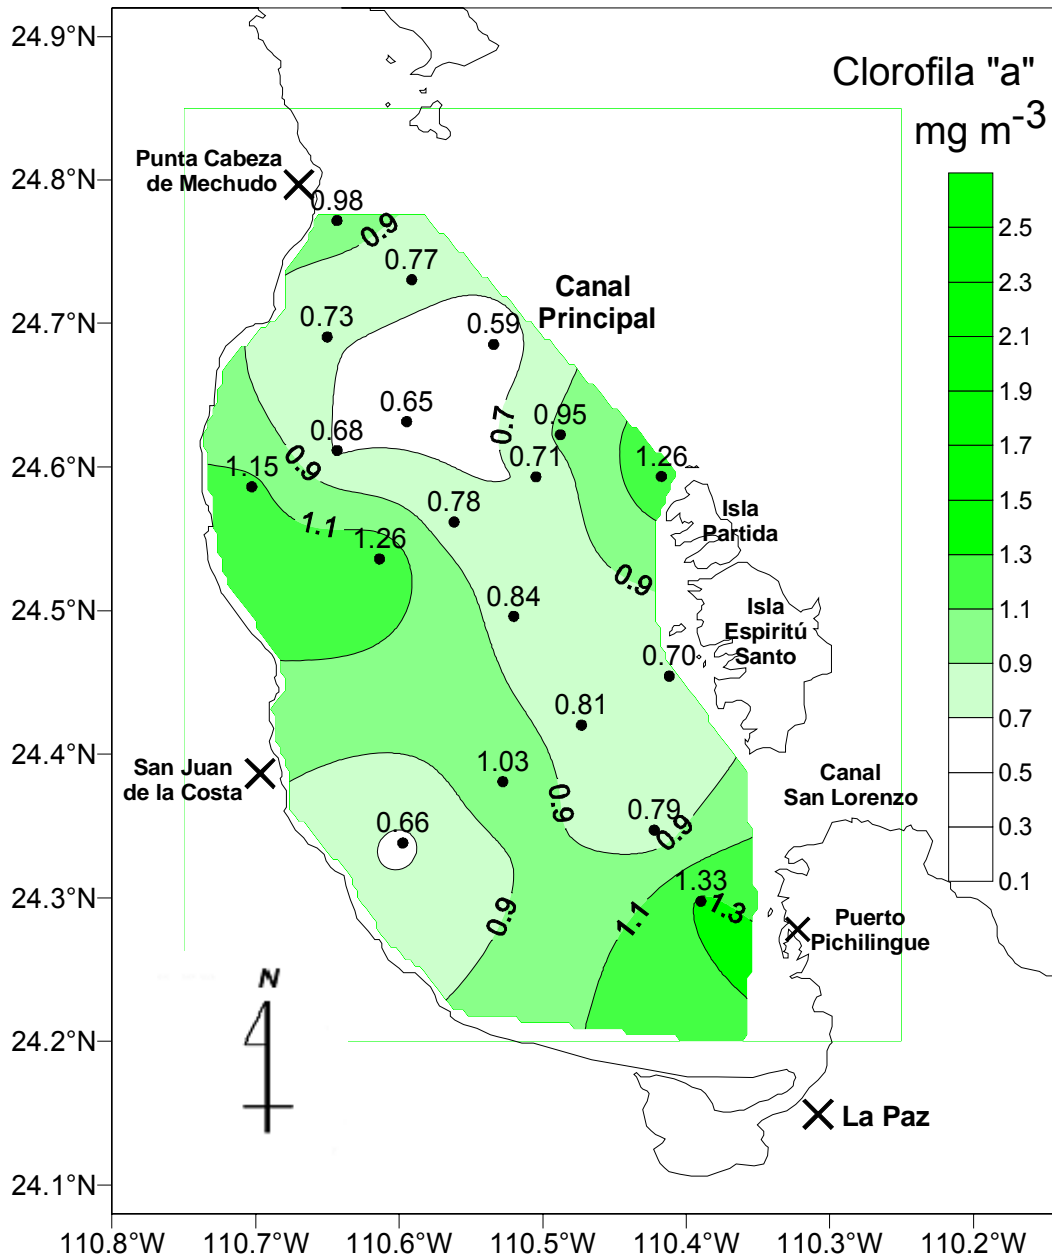 24.9°N
24.8°N
24.7°N
24.6°N
24.5°N
24.4°N
24.3°N
24.2°N
24.1°N
110.8°W
110.7°W
110.6°W
110.5°W
110.4°W
110.3°W
110.2°W
Clorofila "a"
mg m-3
2.5
2.3
2.1
1.9
1.7
1.5
1.3
1.1
0.9
0.7
0.5
0.3
0.1
Punta Cabeza
de Mechudo
0.98
0.9
0.77
Canal
Principal
0.73
0.59
0.65
0.7
0.95
0.68
0.9
0.71
1.26
1.15
1.1
0.78
1.26
Isla
Partida
0.9
0.84
Isla
Espiritú
Santo
0.70
0.81
1.03
San Juan
de la Costa
Canal
San Lorenzo
0.9
0.79
0.9
0.66
1.33
1.3
0.9
1.1
Puerto
Pichilingue
N
La Paz